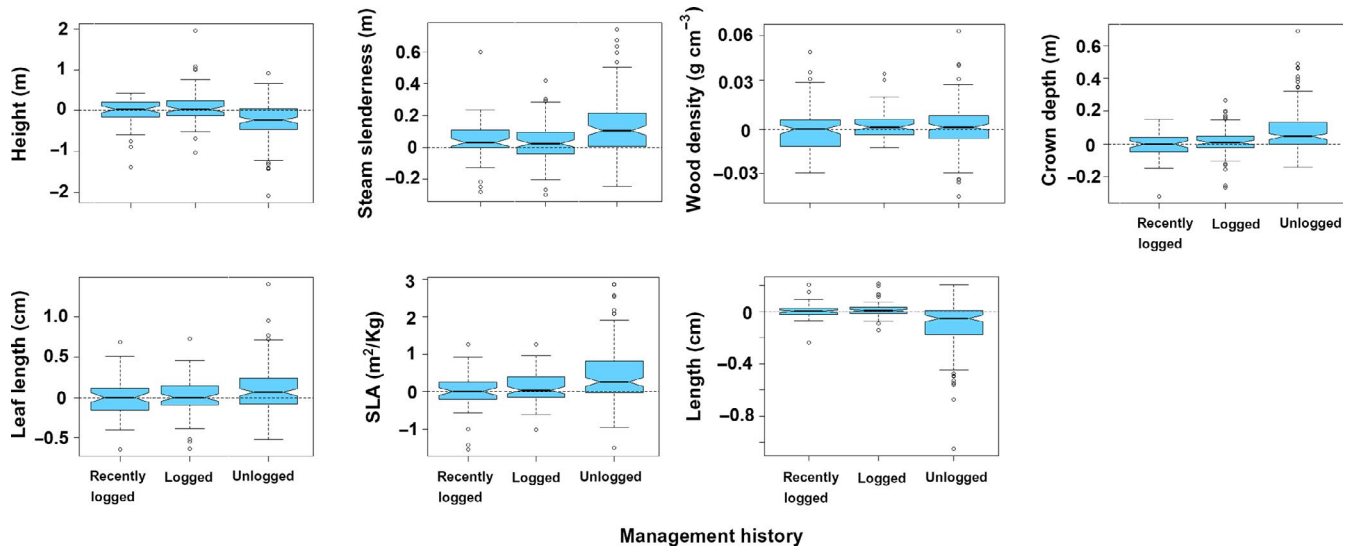 Height (m)
2
1
0
−1
−2
Steam slenderness (m)
0.6
0.4
0.2
0
−0.2
Wood density (g cm⁻³)
0.06
0.03
0
−0.03
Crown depth (m)
0.6
0.4
0.2
0
−0.2
Recently
logged
Logged
Unlogged
Leaf length (cm)
1.0
0.5
0
−0.5
Recently
logged
Logged
Unlogged
SLA (m²/Kg)
3
2
1
0
−1
Recently
logged
Logged
Unlogged
Length (cm)
0
−0.4
−0.8
Recently
logged
Logged
Unlogged
Management history